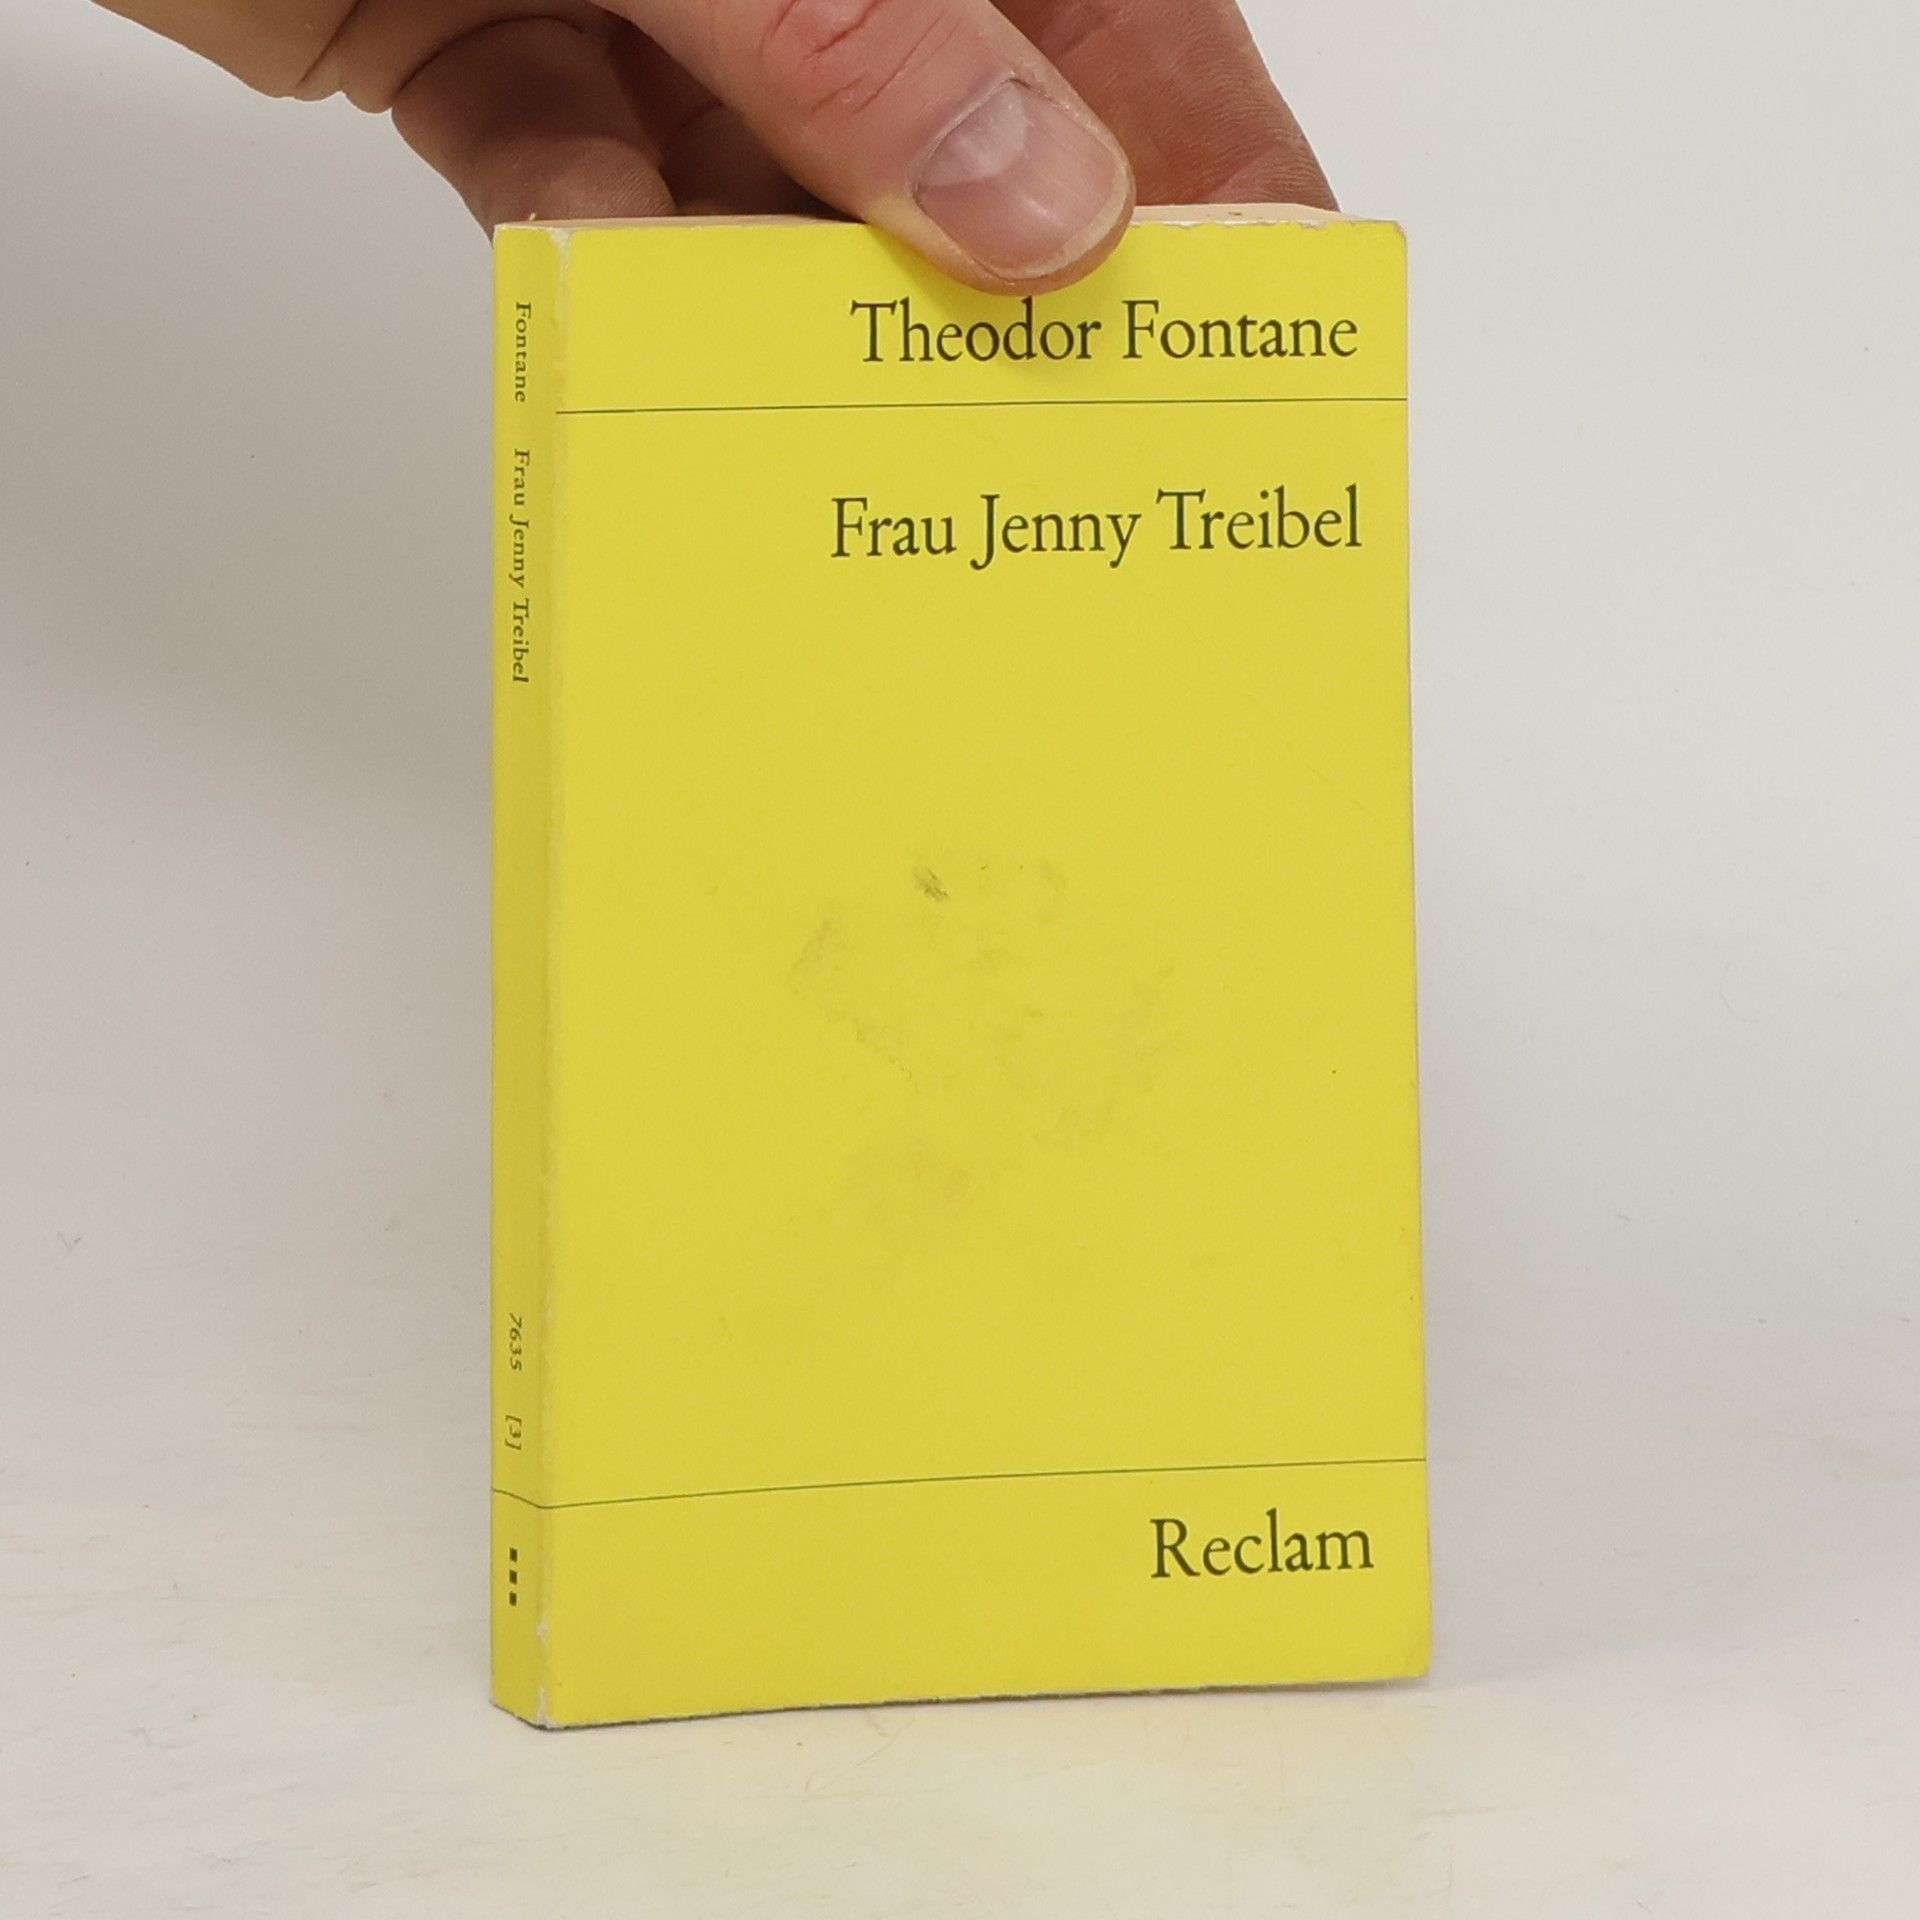 Theodor Fontane
Frau Jenny Treibel
Reclam
Fontane Frau Jenny Treibel
7635 [3]